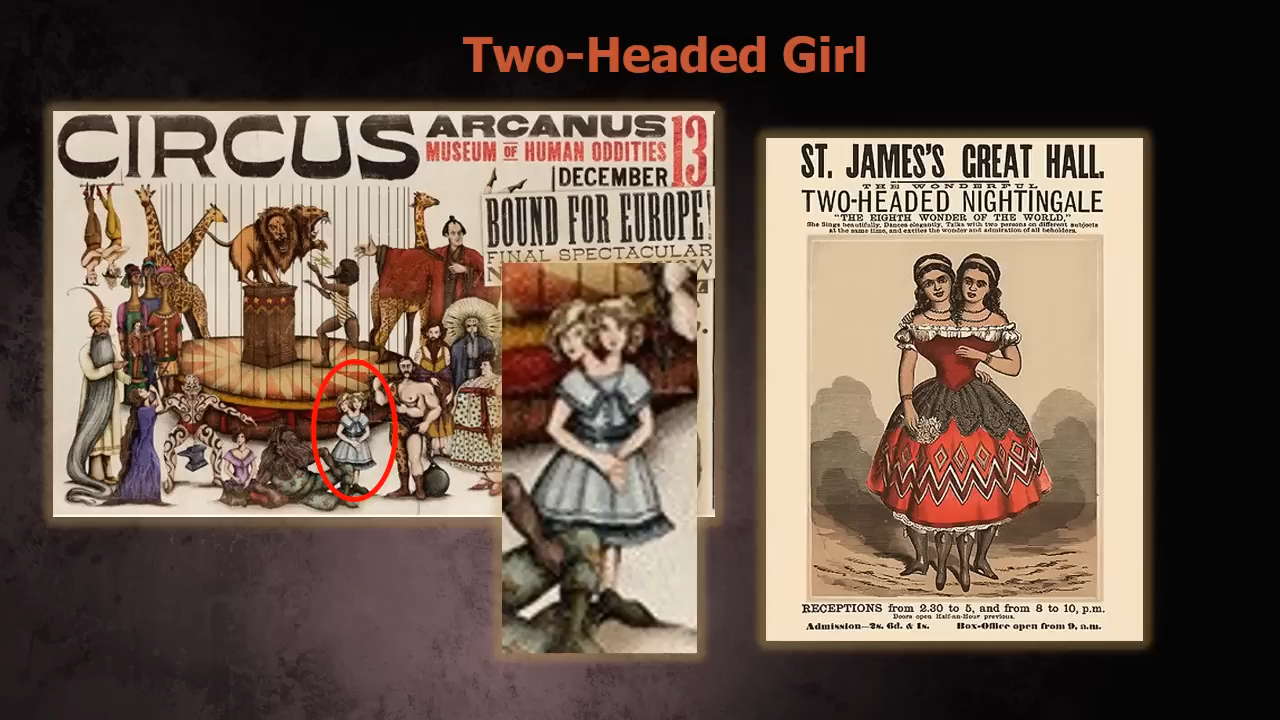 Two-Headed Girl
CIRCUS
ARCANUS
MUSEUM OF HUMAN ODDITIES
DECEMBER 13
BOUND FOR EUROPE!
FINAL SPECTACULAR
ST. JAMES'S GREAT HALL.
THE WONDERFUL
TWO-HEADED NIGHTINGALE
"THE EIGHTH WONDER OF THE WORLD,"
She Sings beautifully, Dances elegantly, Talks with two persons on different subjects
at the same time, and excites the wonder and admiration of all beholders.
RECEPTIONS from 2.30 to 5, and from 8 to 10, p.m.
Doors open Half-an-Hour previous.
Admission—2s. 6d. & 1s. Box-Office open from 9, a.m.